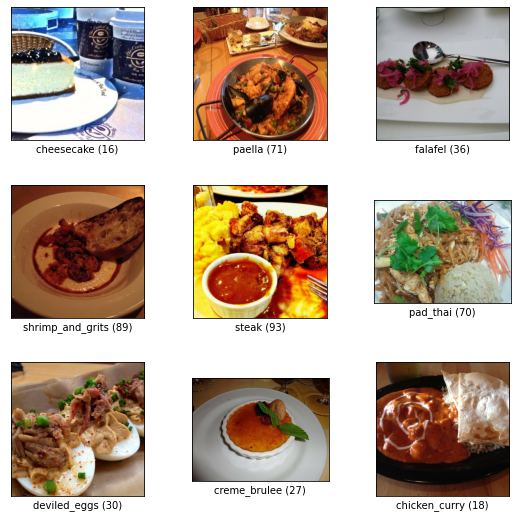 cheesecake (16)
paella (71)
falafel (36)
shrimp_and_grits (89)
steak (93)
pad_thai (70)
deviled_eggs (30)
creme_brulee (27)
chicken_curry (18)